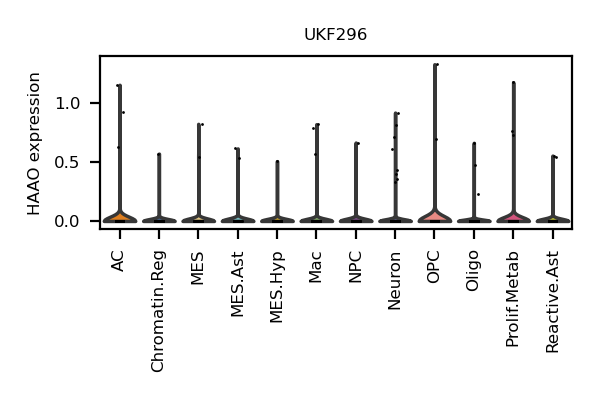 UKF296
HAAO expression
1.0
0.5
0.0
AC
Chromatin.Reg
MES
MES.Ast
MES.Hyp
Mac
NPC
Neuron
OPC
Oligo
Prolif.Metab
Reactive.Ast